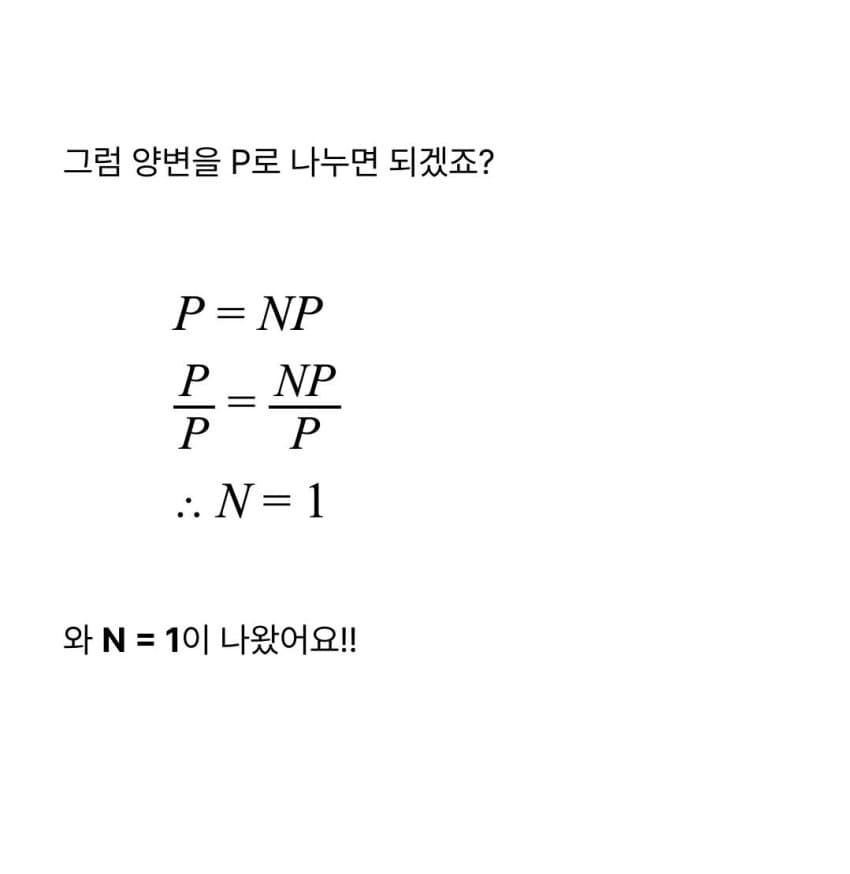 그럼 양변을 P로 나누면 되겠죠?
P = NP
P/P = NP/P
∴ N = 1
와 N = 1이 나왔어요!!